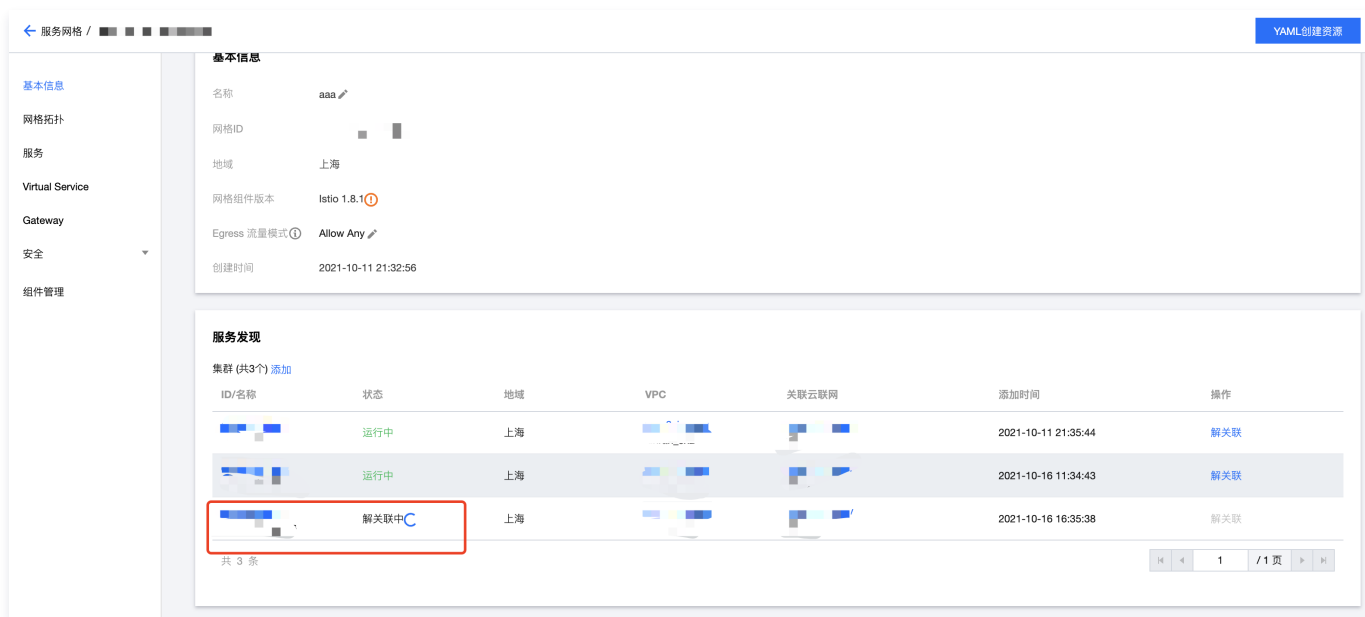 服务网格 /
YAML创建资源
基本信息
网格拓扑
服务
Virtual Service
Gateway
安全
组件管理
基本信息
名称 aaa
网格ID
地域 上海
网格组件版本 Istio 1.8.1
Egress 流量模式 Allow Any
创建时间 2021-10-11 21:32:56
服务发现
集群 (共3个) 添加
ID/名称 状态 地域 VPC 关联云联网 添加时间 操作
运行中 上海 2021-10-11 21:35:44 解关联
运行中 上海 2021-10-16 11:34:43 解关联
解关联中 上海 2021-10-16 16:35:38 解关联
共 3 条 1 / 1 页